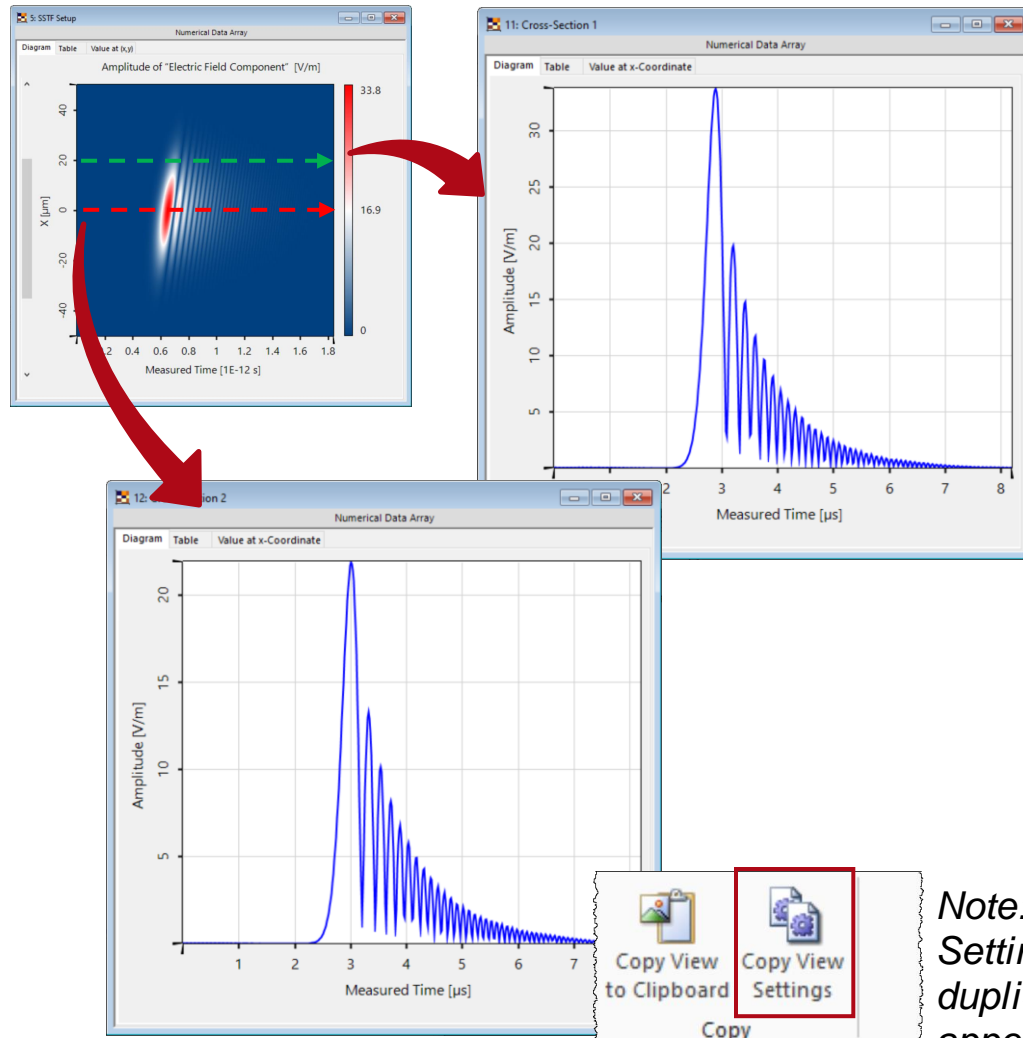 5: SSTF Setup
Numerical Data Array
Diagram Table Value at (x,y)
Amplitude of "Electric Field Component" [V/m]
33.8
16.9
0
X [µm]
40
20
0
-20
-40
0.4 0.6 0.8 1 1.2 1.4 1.6 1.8
Measured Time [1E-12 s]
11: Cross-Section 1
Numerical Data Array
Diagram Table Value at x-Coordinate
Amplitude [V/m]
30
25
20
15
10
5
2 3 4 5 6 7 8
Measured Time [µs]
12:
Numerical Data Array
Diagram Table Value at x-Coordinate
Amplitude [V/m]
20
15
10
5
1 2 3 4 5 6 7
Measured Time [µs]
Copy View
to Clipboard
Copy View
Settings
Copy
Note.